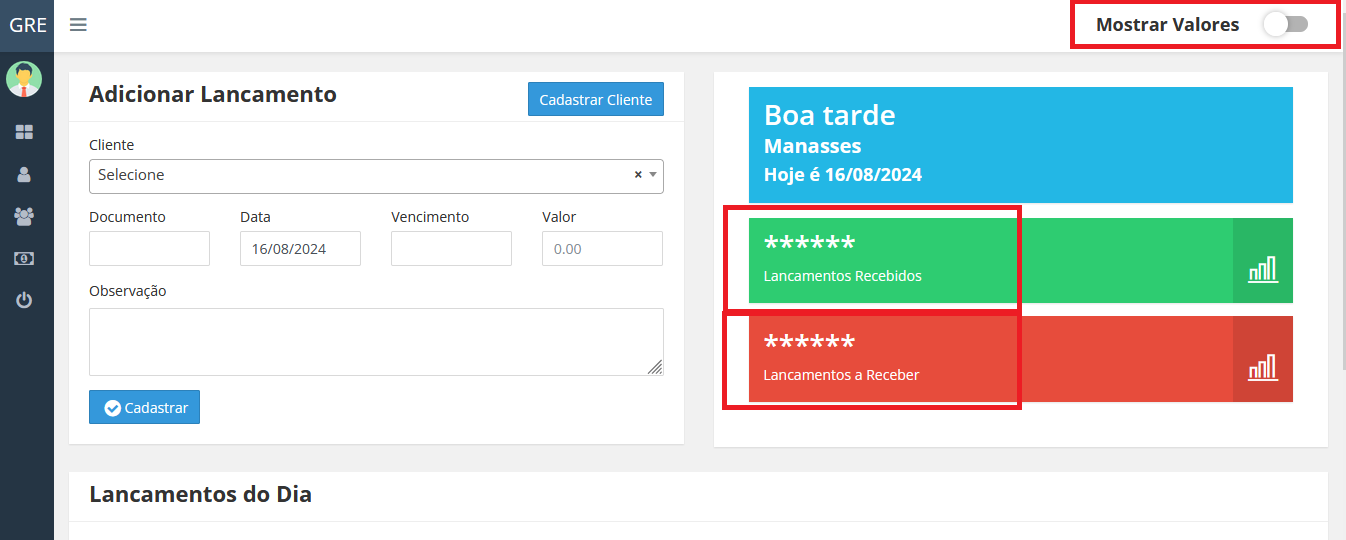 GRE
Mostrar Valores
Adicionar Lancamento
Cadastrar Cliente
Cliente
Selecione ×
Documento Data Vencimento Valor
16/08/2024 0.00
Observação
Cadastrar
Boa tarde
Manasses
Hoje é 16/08/2024
******
Lancamentos Recebidos
******
Lancamentos a Receber
Lancamentos do Dia